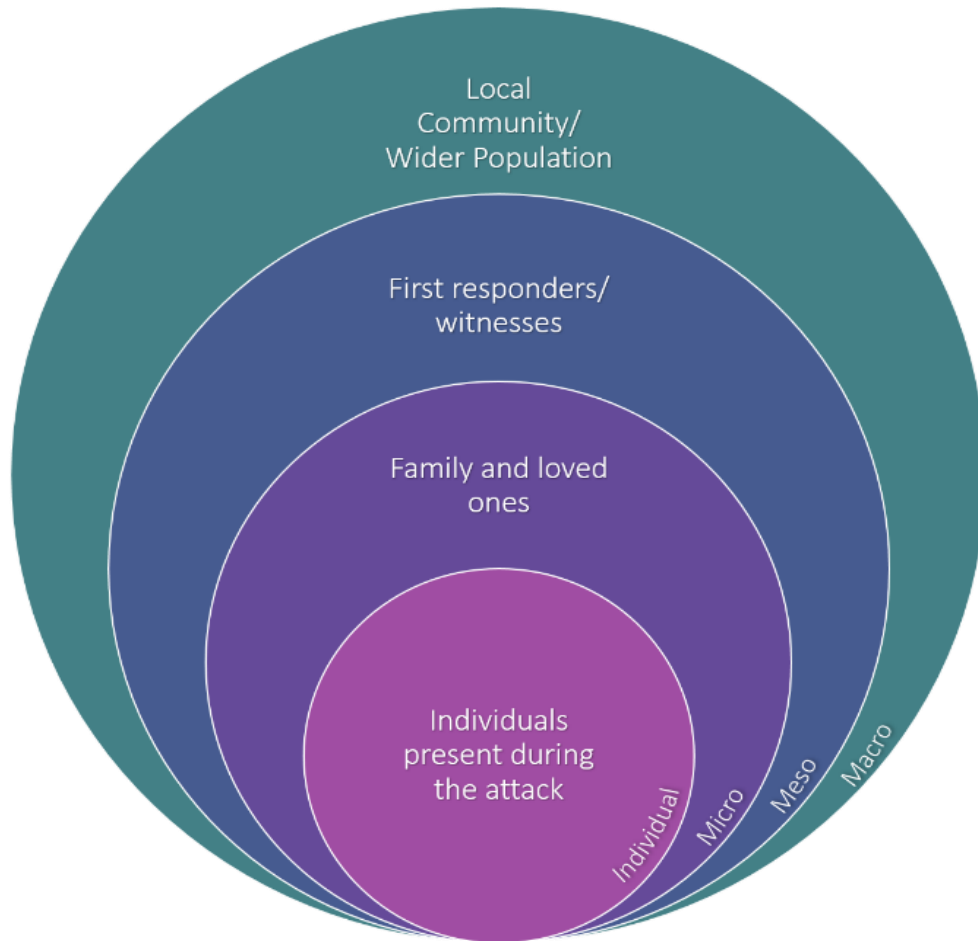 Local
Community/
Wider Population
First responders/
witnesses
Family and loved
ones
Individuals
present during
the attack
Individual
Micro
Meso
Macro